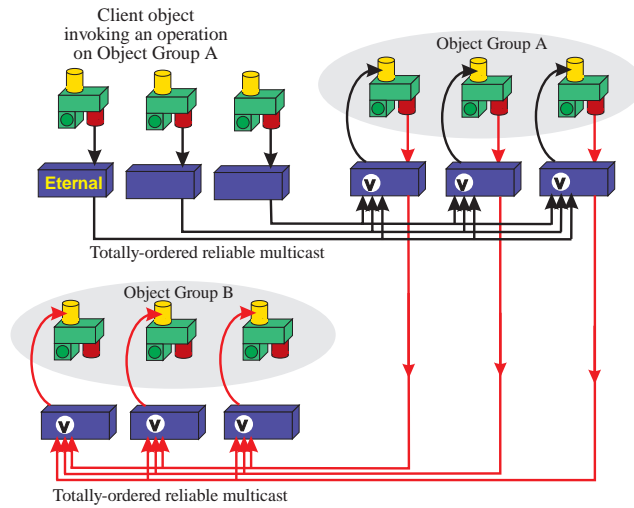 Client object
invoking an operation
on Object Group A
Object Group A
Eternal
V
V
V
Totally-ordered reliable multicast
Object Group B
V
V
V
Totally-ordered reliable multicast